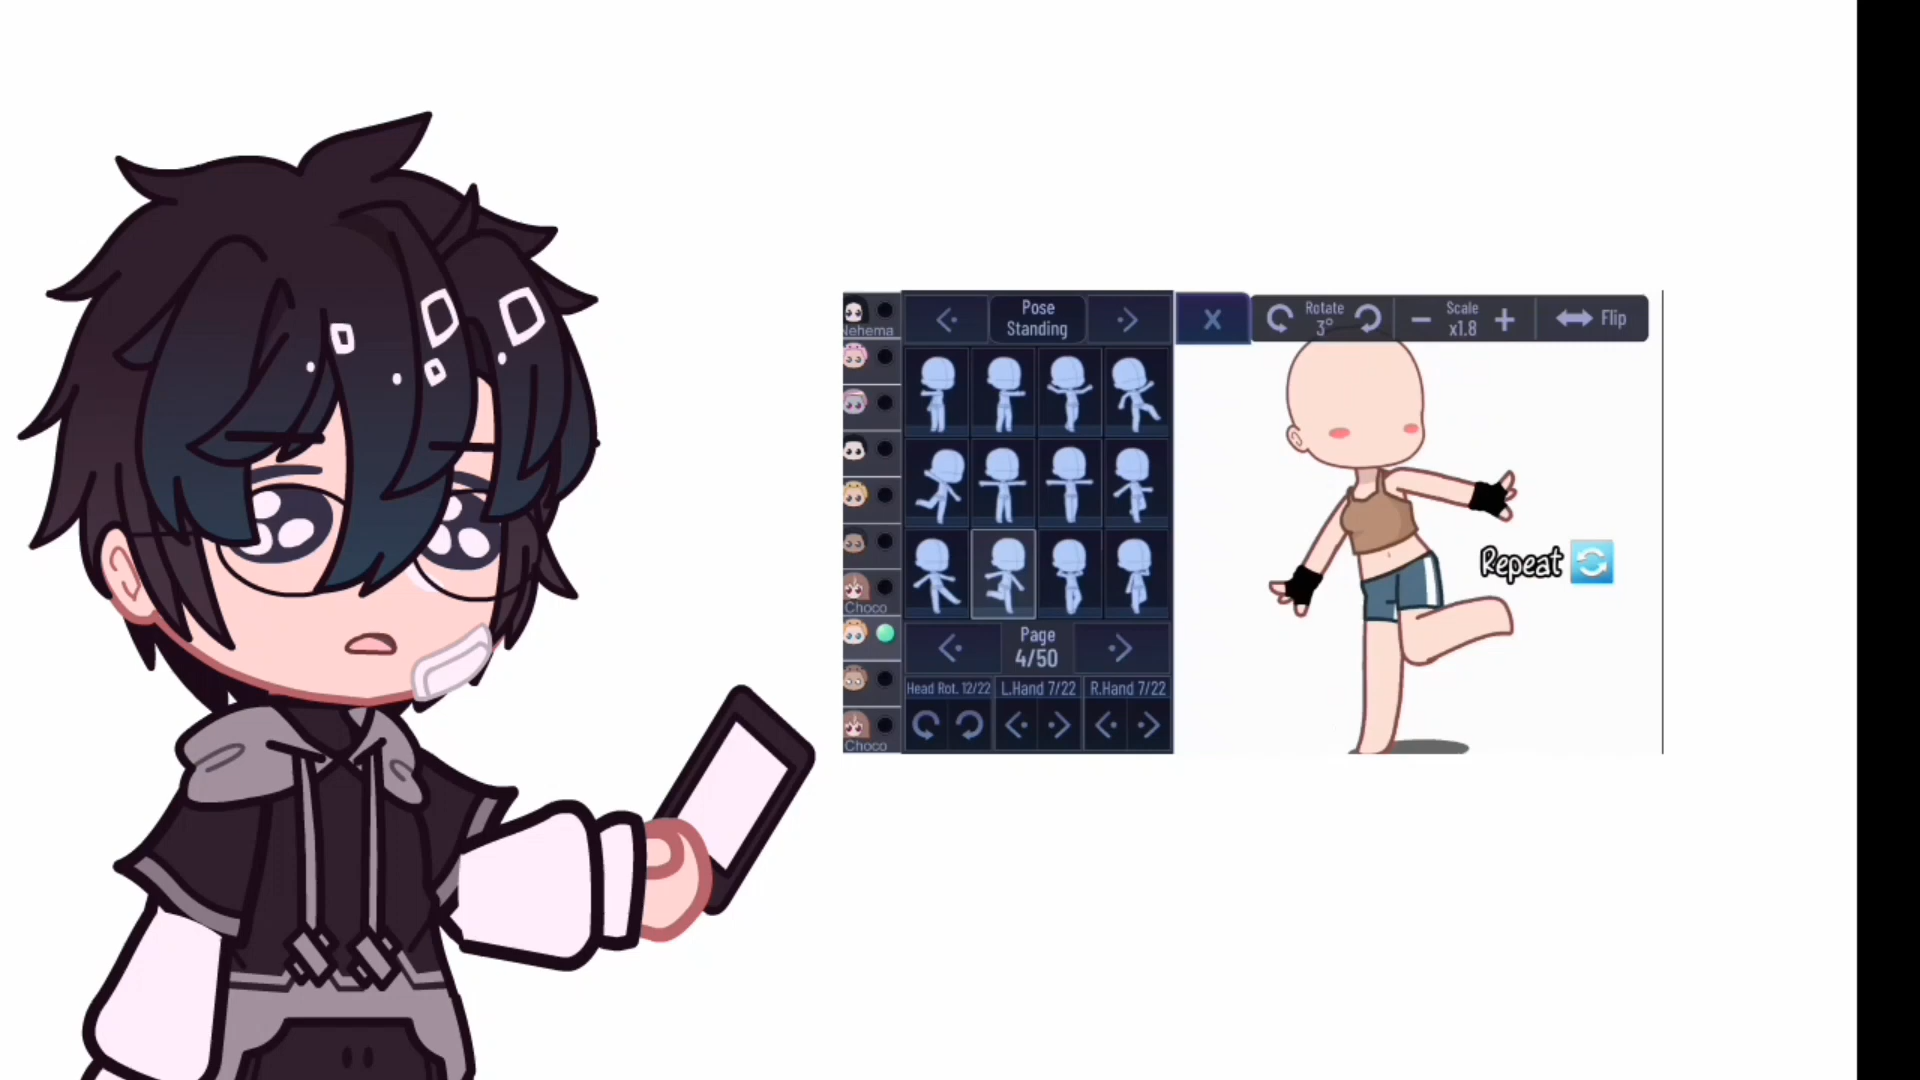 Nehema
Choco
Choco
Pose
Standing
Page
4/50
Head Rot. 12/22
L.Hand 7/22
R.Hand 7/22
X
Rotate
3°
Scale
x1.8
Flip
Repeat